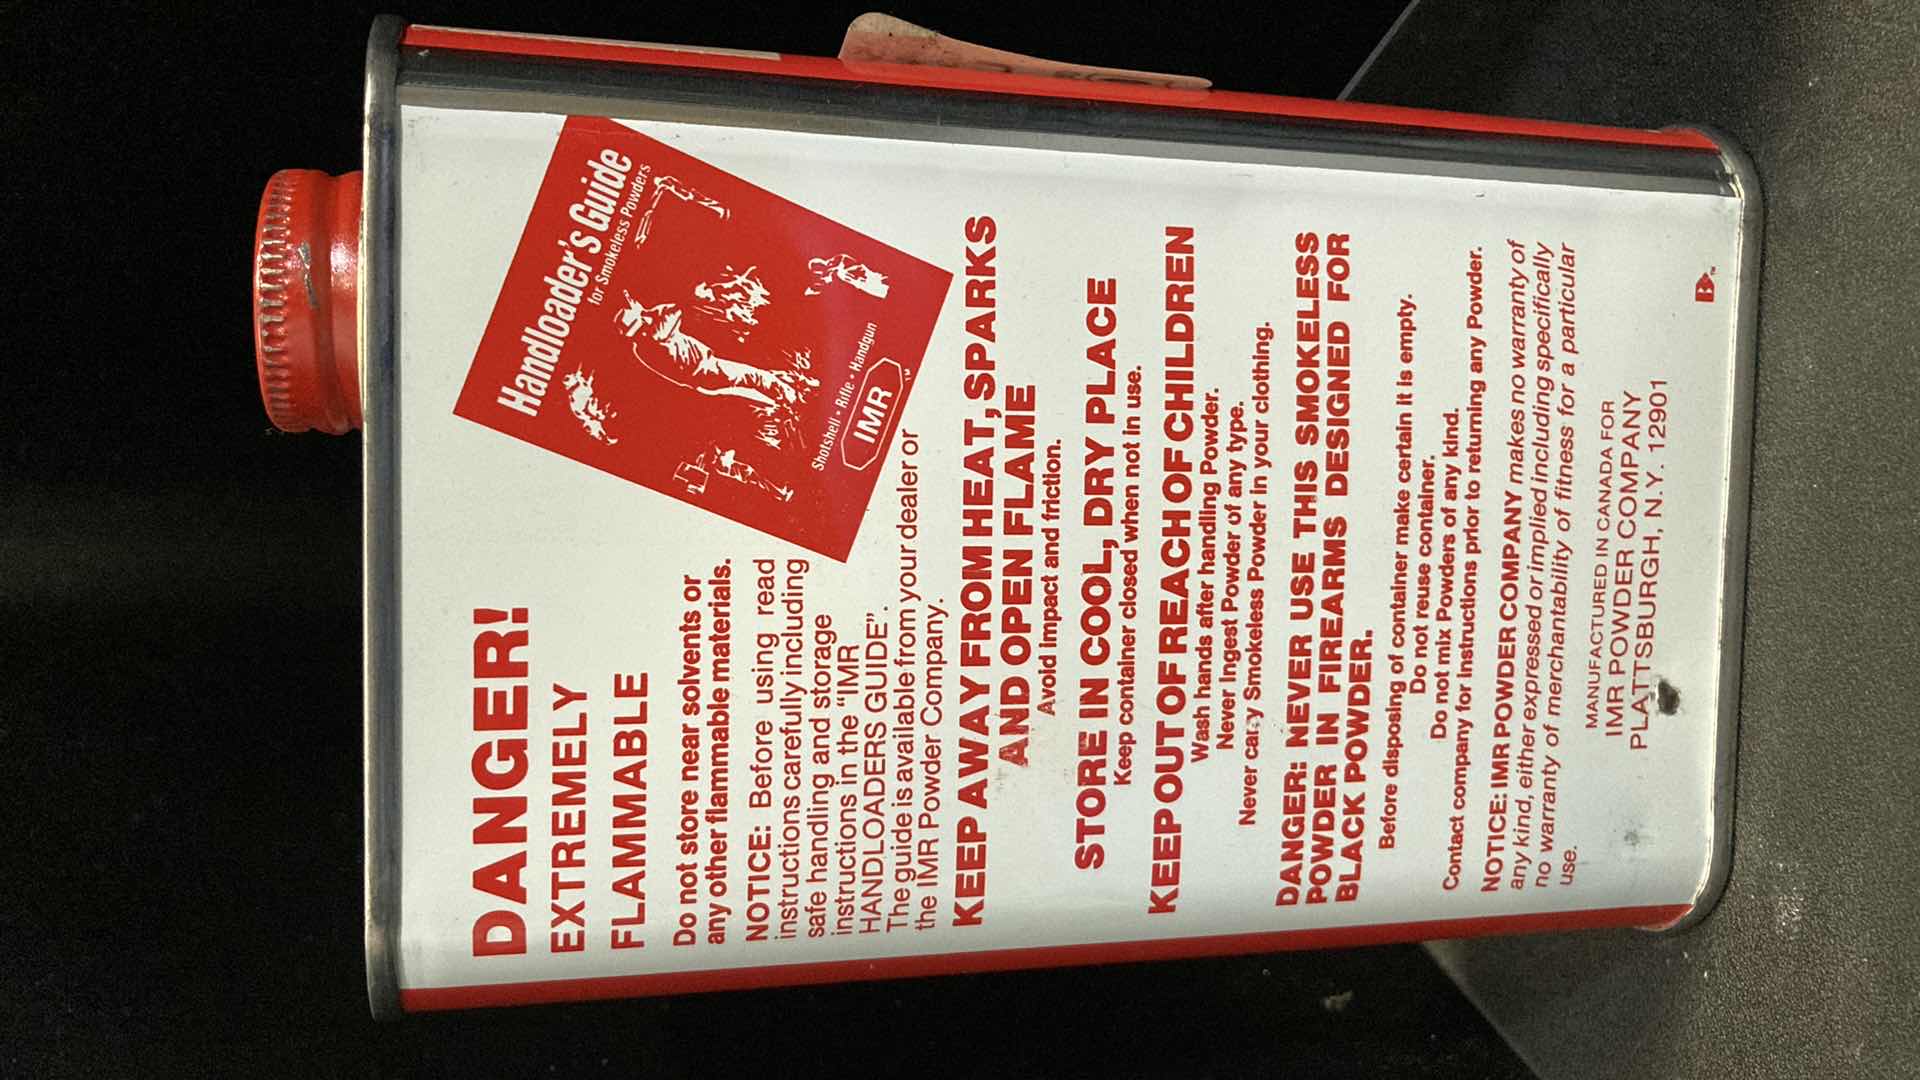 Handloader's Guide
for Smokeless Powders
Shotshell • Rifle • Handgun
IMR™
DANGER!
EXTREMELY
FLAMMABLE
Do not store near solvents or
any other flammable materials.
NOTICE: Before using read
instructions carefully including
safe handling and storage
instructions in the "IMR
HANDLOADERS GUIDE".
The guide is available from your dealer or
the IMR Powder Company.
KEEP AWAY FROM HEAT, SPARKS
AND OPEN FLAME
Avoid impact and friction.
STORE IN COOL, DRY PLACE
Keep container closed when not in use.
KEEP OUT OF REACH OF CHILDREN
Wash hands after handling Powder.
Never Ingest Powder of any type.
Never carry Smokeless Powder in your clothing.
DANGER: NEVER USE THIS SMOKELESS
POWDER IN FIREARMS DESIGNED FOR
BLACK POWDER.
Before disposing of container make certain it is empty.
Do not reuse container.
Do not mix Powders of any kind.
Contact company for Instructions prior to returning any Powder.
NOTICE: IMR POWDER COMPANY makes no warranty of
any kind, either expressed or implied including specifically
no warranty of merchantability of fitness for a particular
use.
MANUFACTURED IN CANADA FOR
IMR POWDER COMPANY
PLATTSBURGH, N.Y. 12901